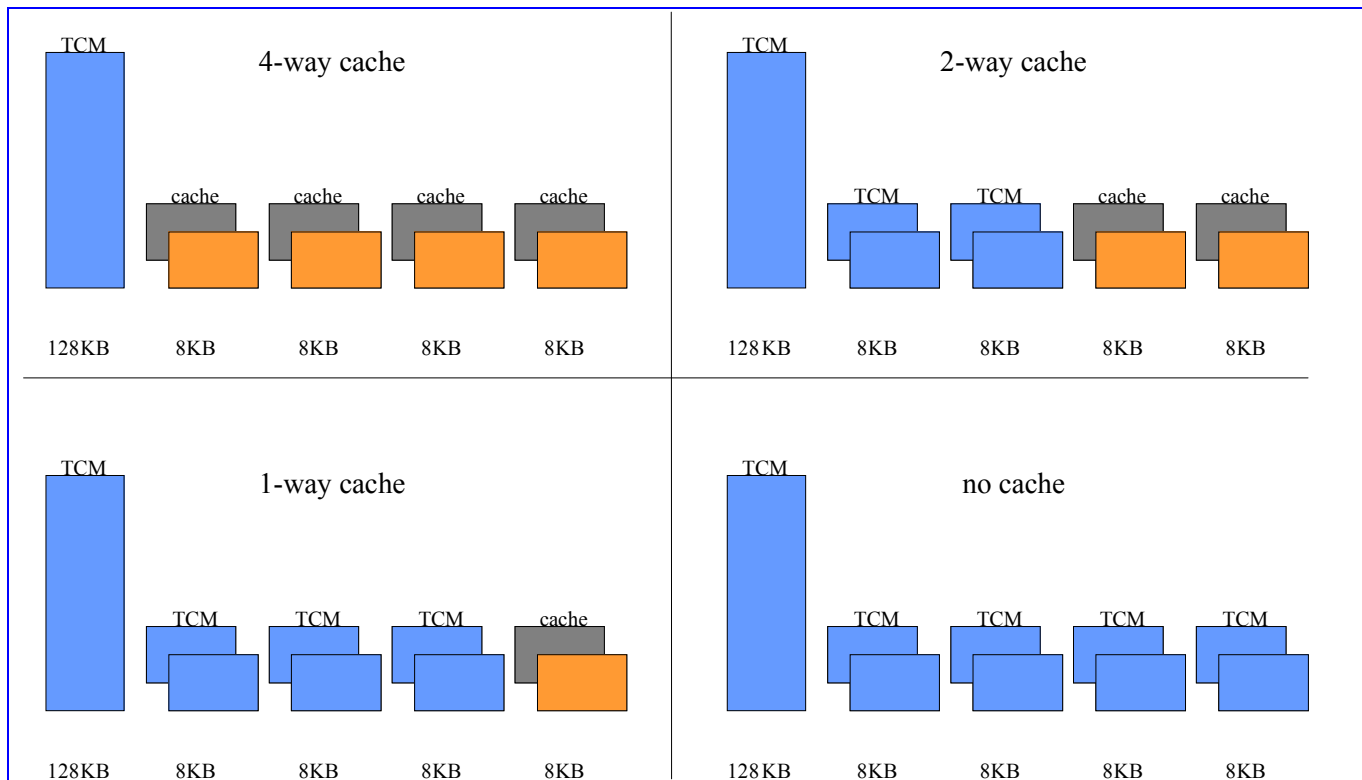 TCM
4-way cache
cache cache cache cache
128KB 8KB 8KB 8KB 8KB
TCM
2-way cache
TCM TCM cache cache
128KB 8KB 8KB 8KB 8KB
TCM
1-way cache
TCM TCM TCM cache
128KB 8KB 8KB 8KB 8KB
TCM
no cache
TCM TCM TCM TCM
128KB 8KB 8KB 8KB 8KB